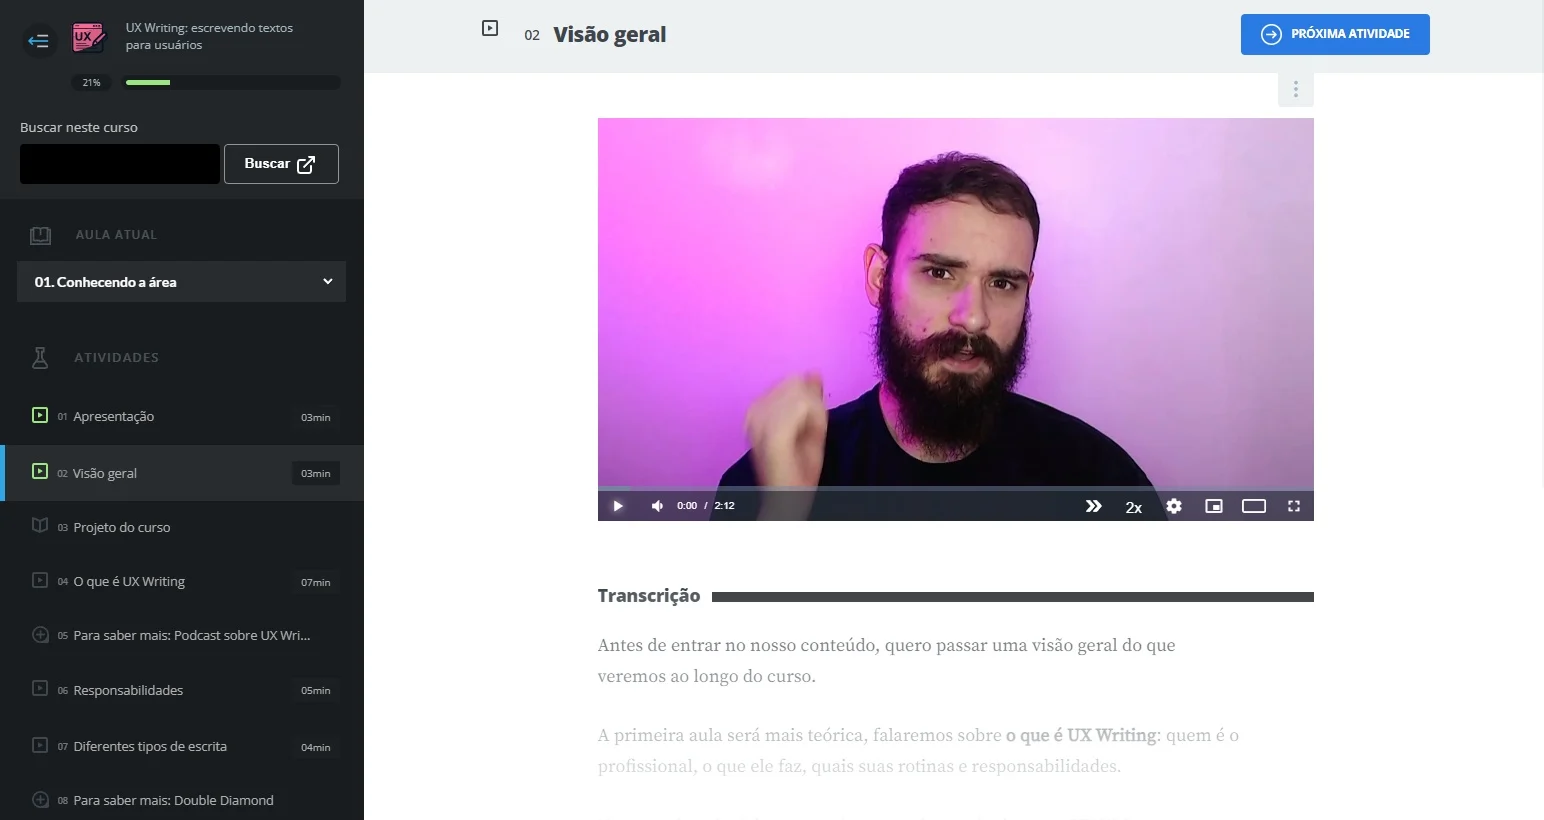 UX
UX Writing: escrevendo textos
para usuários
21%
Buscar neste curso
Buscar
AULA ATUAL
01. Conhecendo a área
ATIVIDADES
01 Apresentação 03min
02 Visão geral 03min
03 Projeto do curso
04 O que é UX Writing 07min
05 Para saber mais: Podcast sobre UX Wri...
06 Responsabilidades 05min
07 Diferentes tipos de escrita 04min
08 Para saber mais: Double Diamond
02 Visão geral
PRÓXIMA ATIVIDADE
0:00 / 2:12
2x
Transcrição
Antes de entrar no nosso conteúdo, quero passar uma visão geral do que
veremos ao longo do curso.
A primeira aula será mais teórica, falaremos sobre o que é UX Writing: quem é o
profissional, o que ele faz, quais suas rotinas e responsabilidades.